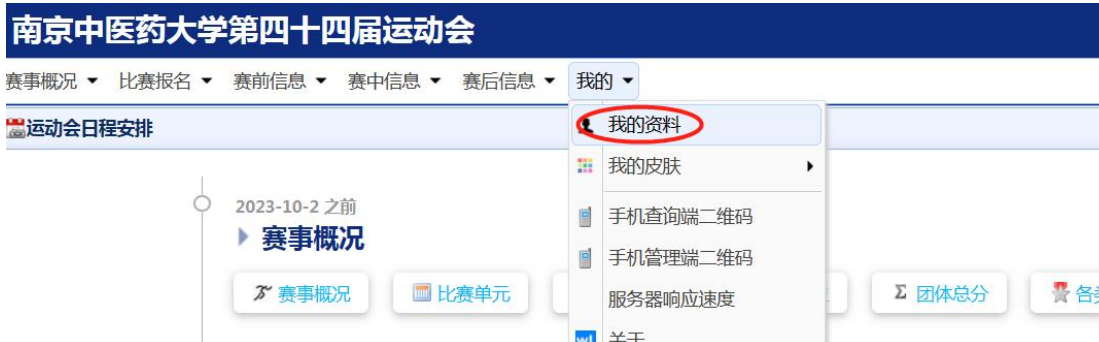 南京中医药大学第四十四届运动会
赛事概况 比赛报名 赛前信息 赛中信息 赛后信息 我的
运动会日程安排
我的资料
我的皮肤
手机查询端二维码
手机管理端二维码
服务器响应速度
关于
2023-10-2 之前
赛事概况
赛事概况 比赛单元 Σ 团体总分 各类